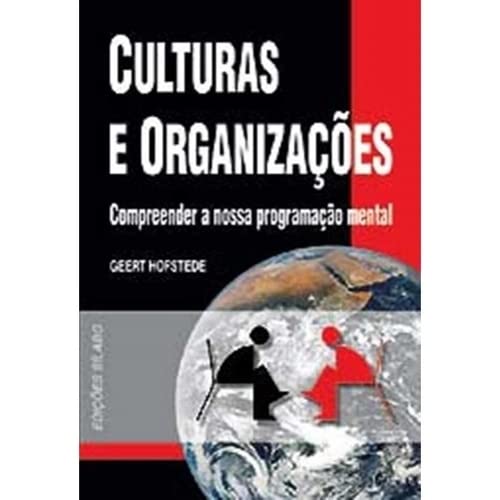 CULTURAS
E ORGANIZAÇÕES
Compreender a nossa programação mental
GEERT HOFSTEDE
EDIÇÕES SÍLABO